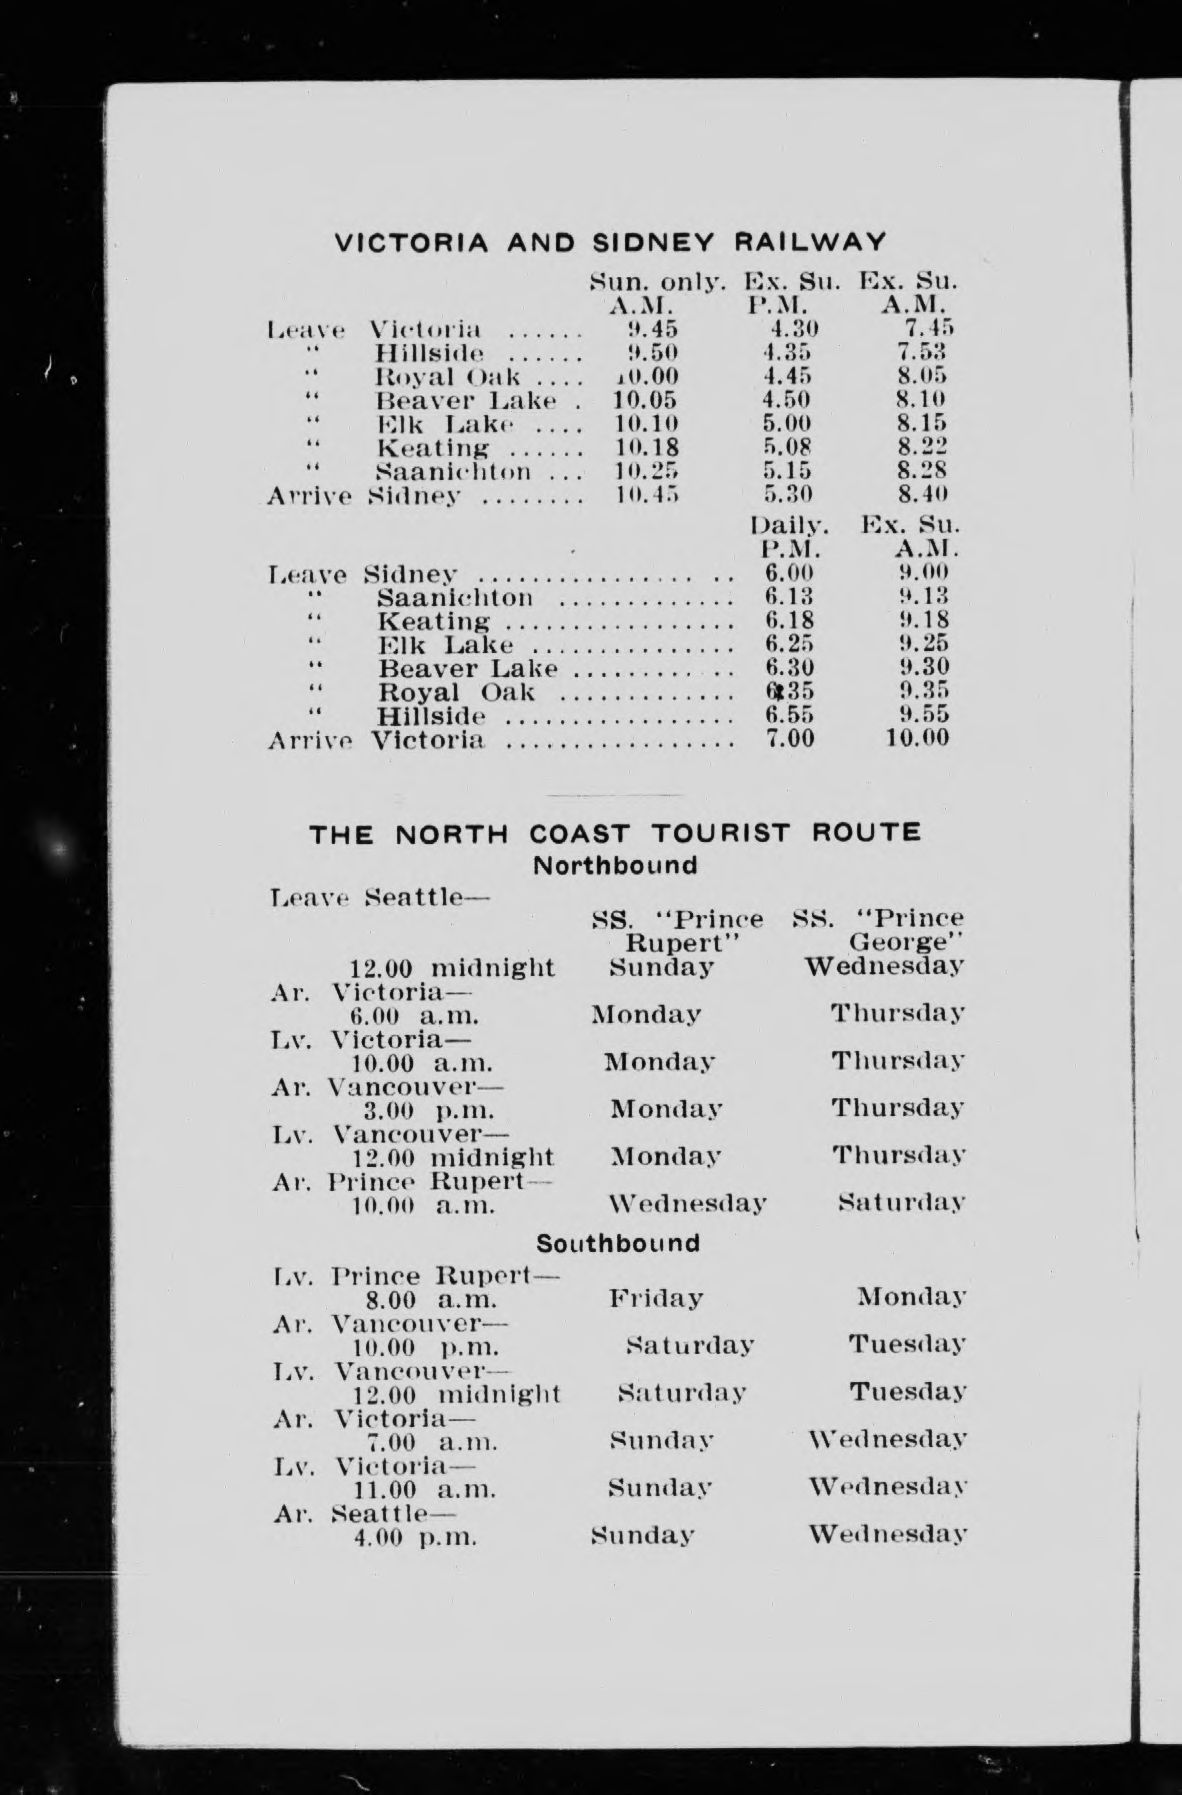 VICTORIA AND SIDNEY RAILWAY
Sun. only. Ex. Su. Ex. Su.
A.M. P.M. A.M.
Leave Victoria ...... 9.45 4.30 7.45
“ Hillside ...... 9.50 4.35 7.53
“ Royal Oak .... 10.00 4.45 8.05
“ Beaver Lake . 10.05 4.50 8.10
“ Elk Lake .... 10.10 5.00 8.15
“ Keating ...... 10.18 5.08 8.22
“ Saanichton ... 10.25 5.15 8.28
Arrive Sidney ........ 10.45 5.30 8.40
Daily. Ex. Su.
P.M. A.M.
Leave Sidney .................. 6.00 9.00
“ Saanichton ............. 6.13 9.13
“ Keating ................. 6.18 9.18
“ Elk Lake ............... 6.25 9.25
“ Beaver Lake ............ 6.30 9.30
“ Royal Oak ............. 6.35 9.35
“ Hillside ................. 6.55 9.55
Arrive Victoria ................. 7.00 10.00
THE NORTH COAST TOURIST ROUTE
Northbound
Leave Seattle—
SS. "Prince SS. "Prince
Rupert" George"
12.00 midnight Sunday Wednesday
Ar. Victoria—
6.00 a.m. Monday Thursday
Lv. Victoria—
10.00 a.m. Monday Thursday
Ar. Vancouver—
3.00 p.m. Monday Thursday
Lv. Vancouver—
12.00 midnight Monday Thursday
Ar. Prince Rupert—
10.00 a.m. Wednesday Saturday
Southbound
Lv. Prince Rupert—
8.00 a.m. Friday Monday
Ar. Vancouver—
10.00 p.m. Saturday Tuesday
Lv. Vancouver—
12.00 midnight Saturday Tuesday
Ar. Victoria—
7.00 a.m. Sunday Wednesday
Lv. Victoria—
11.00 a.m. Sunday Wednesday
Ar. Seattle—
4.00 p.m. Sunday Wednesday